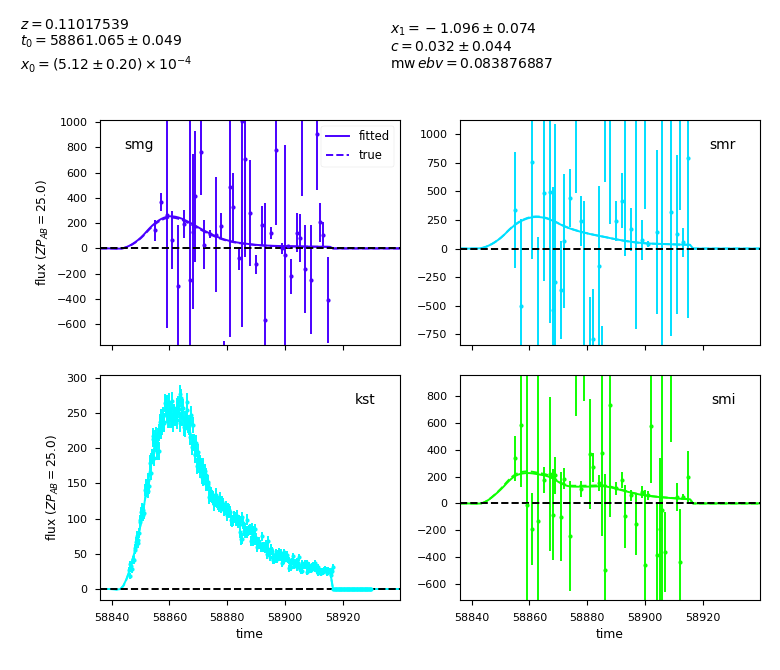 z = 0.11017539
t₀ = 58861.065 ± 0.049
x₀ = (5.12 ± 0.20) × 10⁻⁴
x₁ = −1.096 ± 0.074
c = 0.032 ± 0.044
mw ebv = 0.083876887
smg
fitted
true
1000
800
600
400
200
0
−200
−400
−600
flux (ZP_AB = 25.0)
smr
1000
750
500
250
0
−250
−500
−750
kst
300
250
200
150
100
50
0
flux (ZP_AB = 25.0)
58840 58860 58880 58900 58920
time
smi
800
600
400
200
0
−200
−400
−600
58840 58860 58880 58900 58920
time